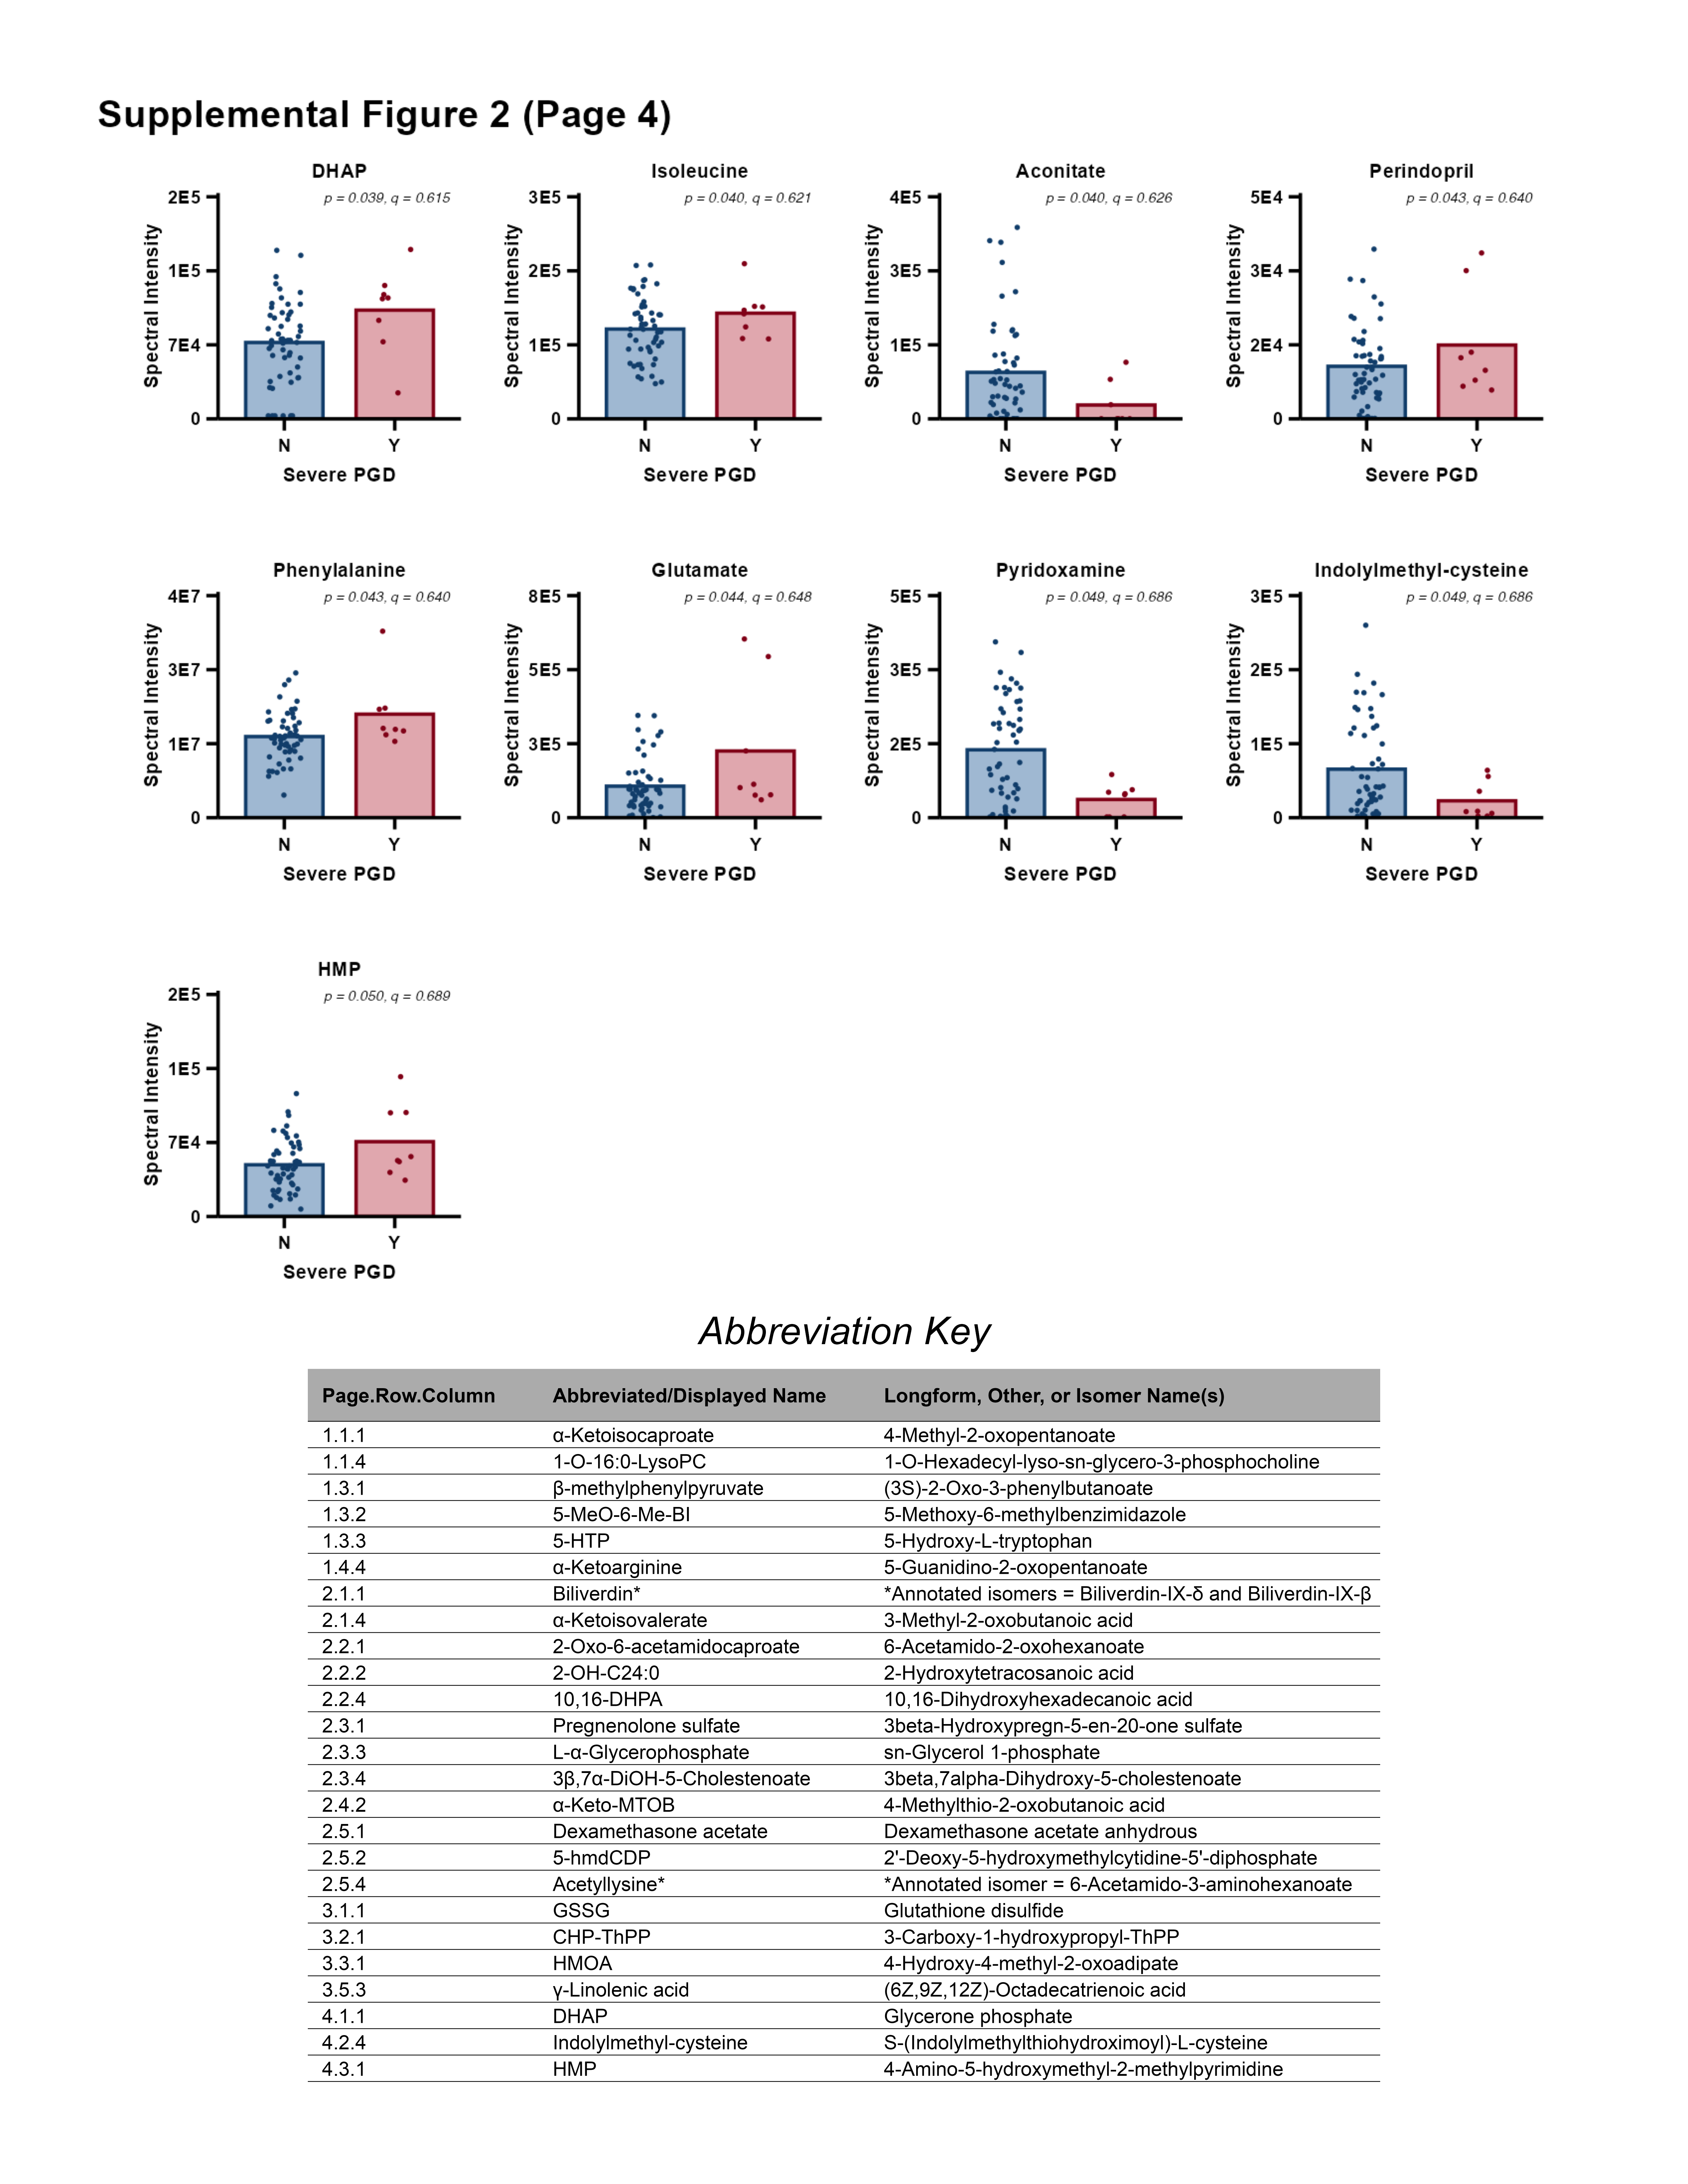 Supplemental Figure 2 (Page 4)
DHAP
p = 0.039, q = 0.615
Spectral Intensity
2E5
1E5
7E4
0
N Y
Severe PGD
Isoleucine
p = 0.040, q = 0.621
Spectral Intensity
3E5
2E5
1E5
0
N Y
Severe PGD
Aconitate
p = 0.040, q = 0.626
Spectral Intensity
4E5
3E5
1E5
0
N Y
Severe PGD
Perindopril
p = 0.043, q = 0.640
Spectral Intensity
5E4
3E4
2E4
0
N Y
Severe PGD
Phenylalanine
p = 0.043, q = 0.640
Spectral Intensity
4E7
3E7
1E7
0
N Y
Severe PGD
Glutamate
p = 0.044, q = 0.648
Spectral Intensity
8E5
5E5
3E5
0
N Y
Severe PGD
Pyridoxamine
p = 0.049, q = 0.686
Spectral Intensity
5E5
3E5
2E5
0
N Y
Severe PGD
Indolylmethyl-cysteine
p = 0.049, q = 0.686
Spectral Intensity
3E5
2E5
1E5
0
N Y
Severe PGD
HMP
p = 0.050, q = 0.689
Spectral Intensity
2E5
1E5
7E4
0
N Y
Severe PGD
Abbreviation Key
Page.Row.Column Abbreviated/Displayed Name Longform, Other, or Isomer Name(s)
1.1.1 α-Ketoisocaproate 4-Methyl-2-oxopentanoate
1.1.4 1-O-16:0-LysoPC 1-O-Hexadecyl-lyso-sn-glycero-3-phosphocholine
1.3.1 β-methylphenylpyruvate (3S)-2-Oxo-3-phenylbutanoate
1.3.2 5-MeO-6-Me-BI 5-Methoxy-6-methylbenzimidazole
1.3.3 5-HTP 5-Hydroxy-L-tryptophan
1.4.4 α-Ketoarginine 5-Guanidino-2-oxopentanoate
2.1.1 Biliverdin* *Annotated isomers = Biliverdin-IX-δ and Biliverdin-IX-β
2.1.4 α-Ketoisovalerate 3-Methyl-2-oxobutanoic acid
2.2.1 2-Oxo-6-acetamidocaproate 6-Acetamido-2-oxohexanoate
2.2.2 2-OH-C24:0 2-Hydroxytetracosanoic acid
2.2.4 10,16-DHPA 10,16-Dihydroxyhexadecanoic acid
2.3.1 Pregnenolone sulfate 3beta-Hydroxypregn-5-en-20-one sulfate
2.3.3 L-α-Glycerophosphate sn-Glycerol 1-phosphate
2.3.4 3β,7α-DiOH-5-Cholestenoate 3beta,7alpha-Dihydroxy-5-cholestenoate
2.4.2 α-Keto-MTOB 4-Methylthio-2-oxobutanoic acid
2.5.1 Dexamethasone acetate Dexamethasone acetate anhydrous
2.5.2 5-hmdCDP 2'-Deoxy-5-hydroxymethylcytidine-5'-diphosphate
2.5.4 Acetyllysine* *Annotated isomer = 6-Acetamido-3-aminohexanoate
3.1.1 GSSG Glutathione disulfide
3.2.1 CHP-ThPP 3-Carboxy-1-hydroxypropyl-ThPP
3.3.1 HMOA 4-Hydroxy-4-methyl-2-oxoadipate
3.5.3 γ-Linolenic acid (6Z,9Z,12Z)-Octadecatrienoic acid
4.1.1 DHAP Glycerone phosphate
4.2.4 Indolylmethyl-cysteine S-(Indolylmethylthiohydroximoyl)-L-cysteine
4.3.1 HMP 4-Amino-5-hydroxymethyl-2-methylpyrimidine